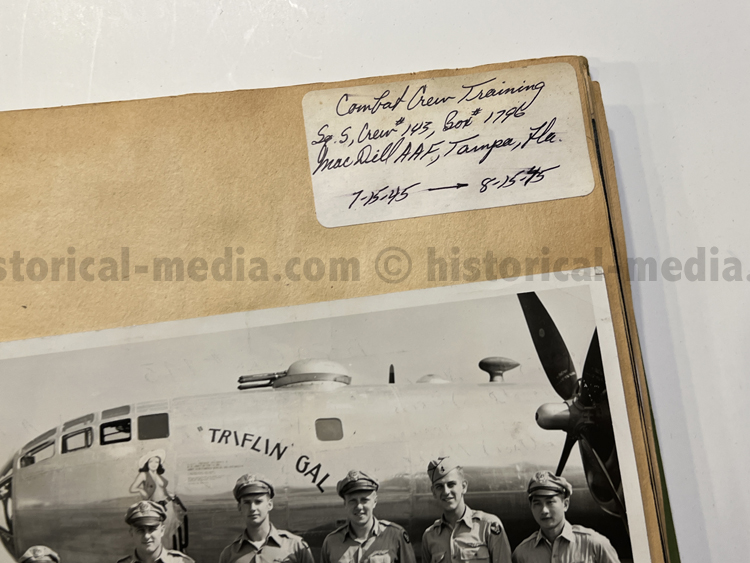 Combat Crew Training
Sq. S, Crew # 143, Box # 1796
MacDill AAF, Tampa, Fla.
7-15-45 → 8-15-45
storical-media.com © historical-media.
"TRIFLIN' GAL